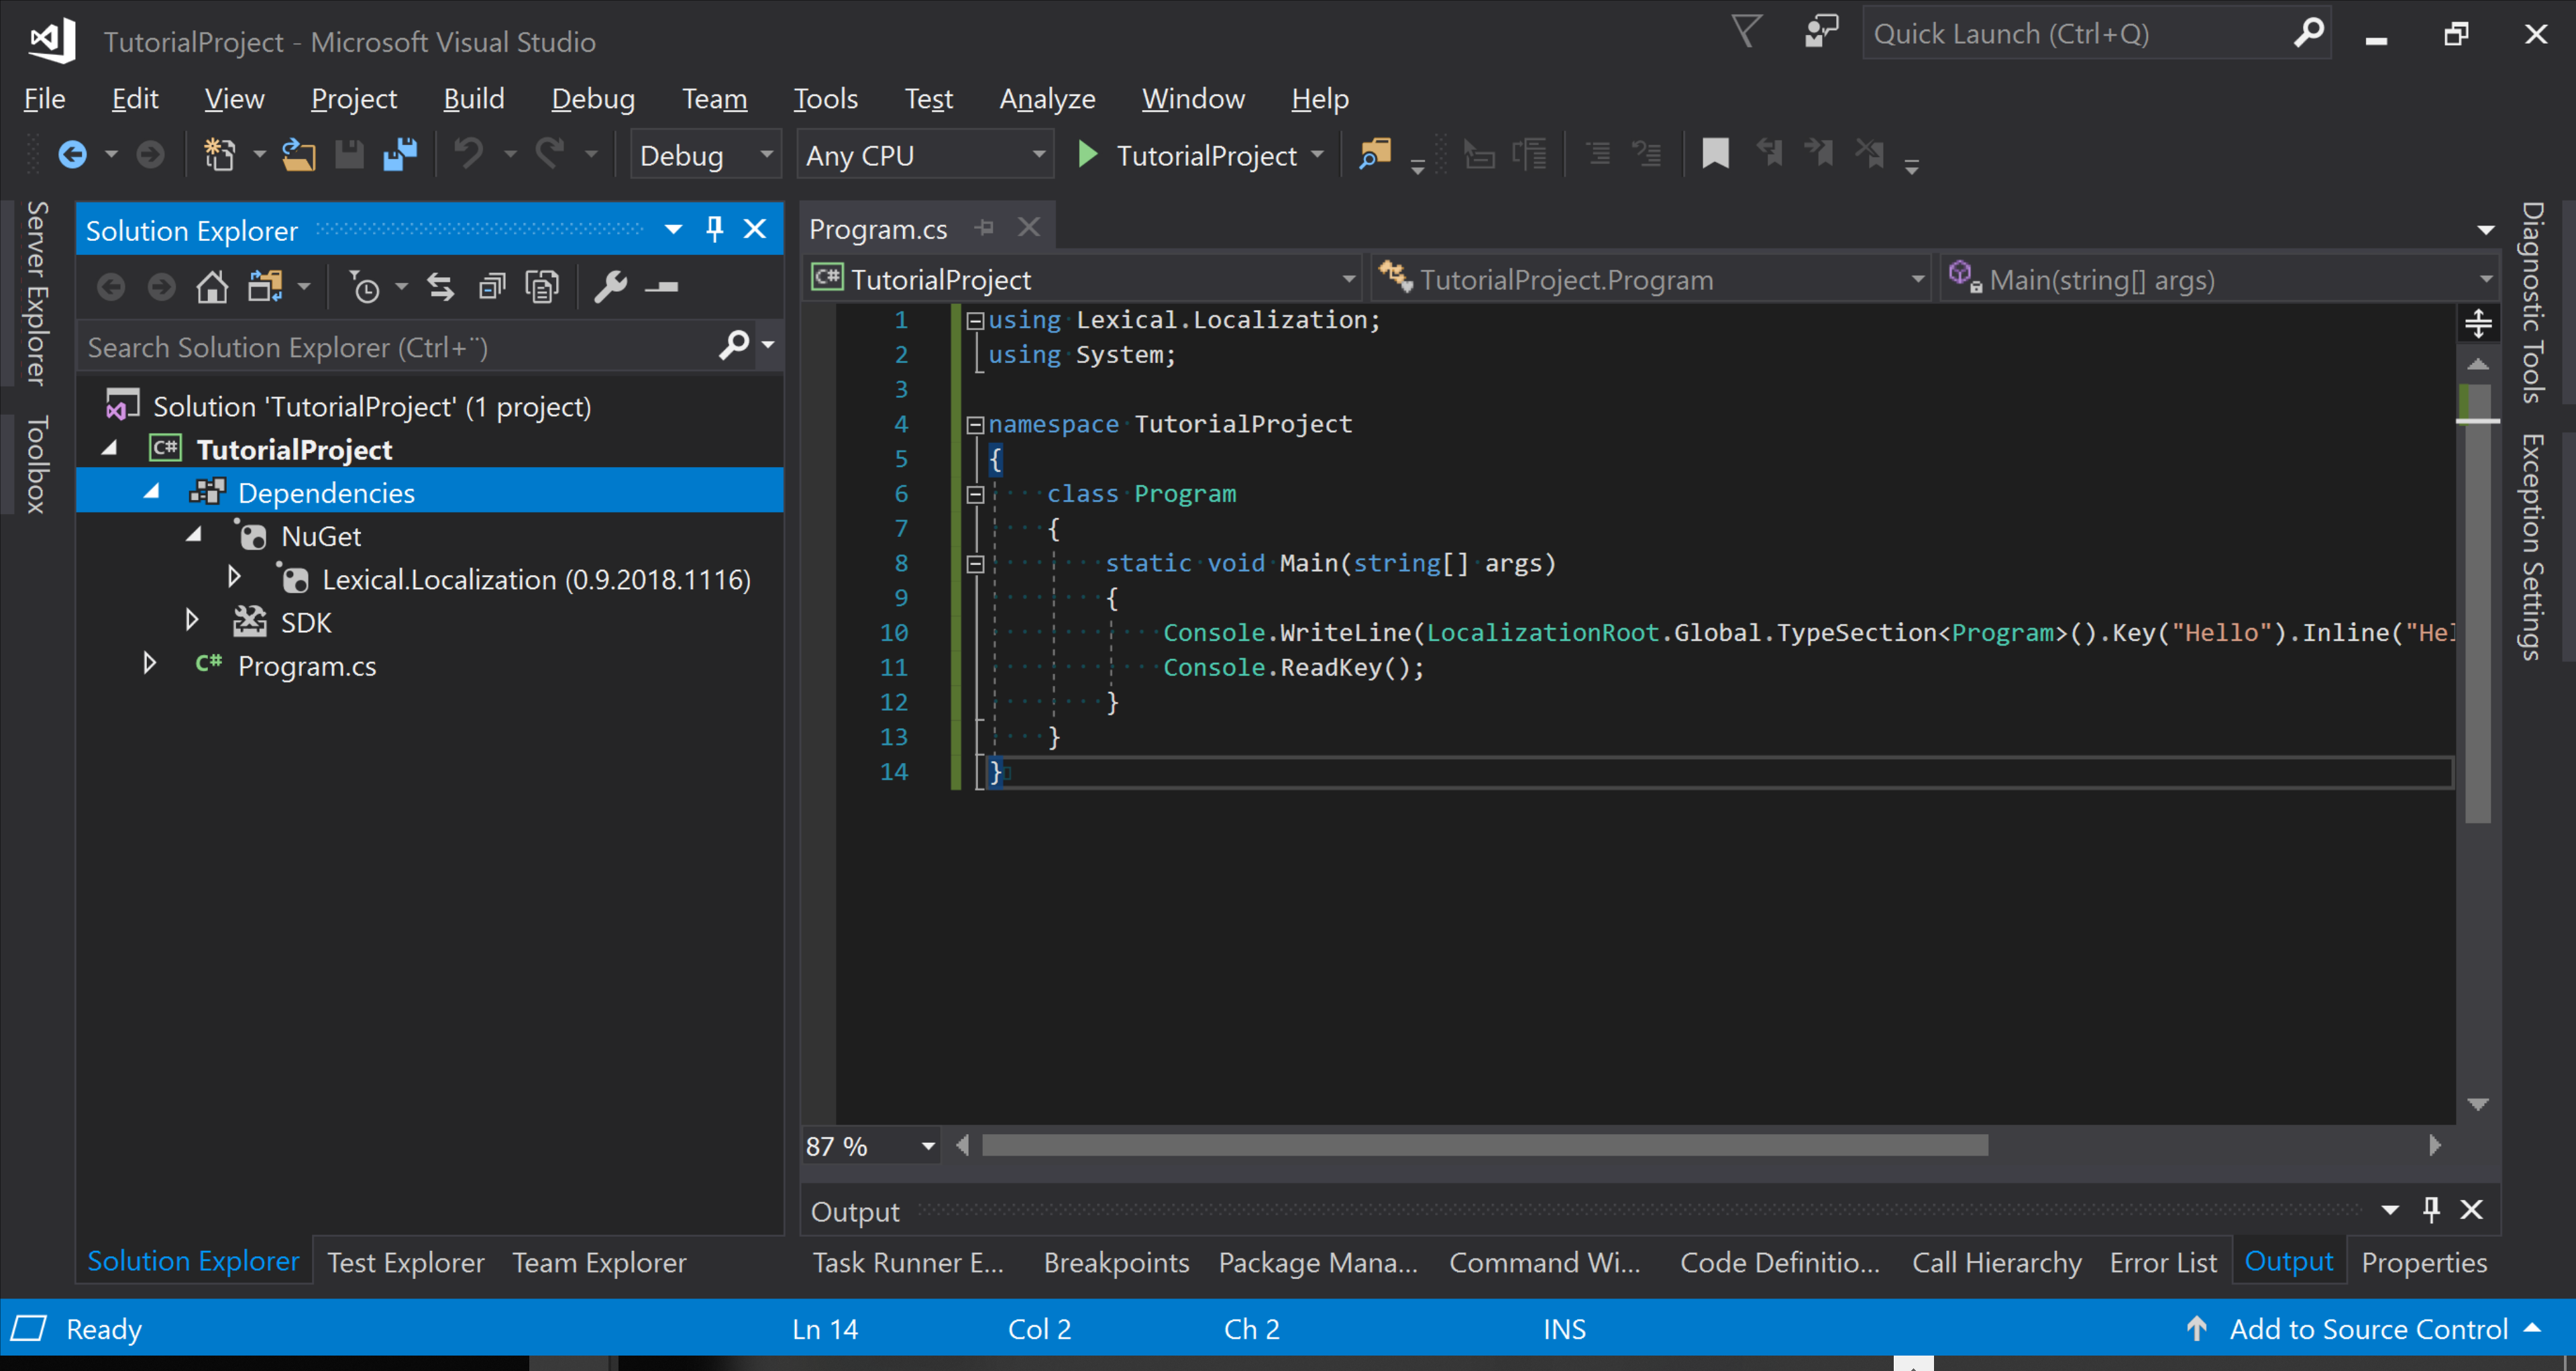 TutorialProject - Microsoft Visual Studio
Quick Launch (Ctrl+Q)
File Edit View Project Build Debug Team Tools Test Analyze Window Help
Debug Any CPU TutorialProject
Server Explorer
Toolbox
Solution Explorer
Search Solution Explorer (Ctrl+¨)
Solution 'TutorialProject' (1 project)
C# TutorialProject
Dependencies
NuGet
Lexical.Localization (0.9.2018.1116)
SDK
C# Program.cs
Solution Explorer Test Explorer Team Explorer
Program.cs
C# TutorialProject TutorialProject.Program Main(string[] args)
1 using Lexical.Localization;
2 using System;
3
4 namespace TutorialProject
5 {
6 class Program
7 {
8 static void Main(string[] args)
9 {
10 Console.WriteLine(LocalizationRoot.Global.TypeSection<Program>().Key("Hello").Inline("Hel
11 Console.ReadKey();
12 }
13 }
14 }
87 %
Output
Task Runner E... Breakpoints Package Mana... Command Wi... Code Definitio... Call Hierarchy Error List Output Properties
Diagnostic Tools
Exception Settings
Ready Ln 14 Col 2 Ch 2 INS Add to Source Control